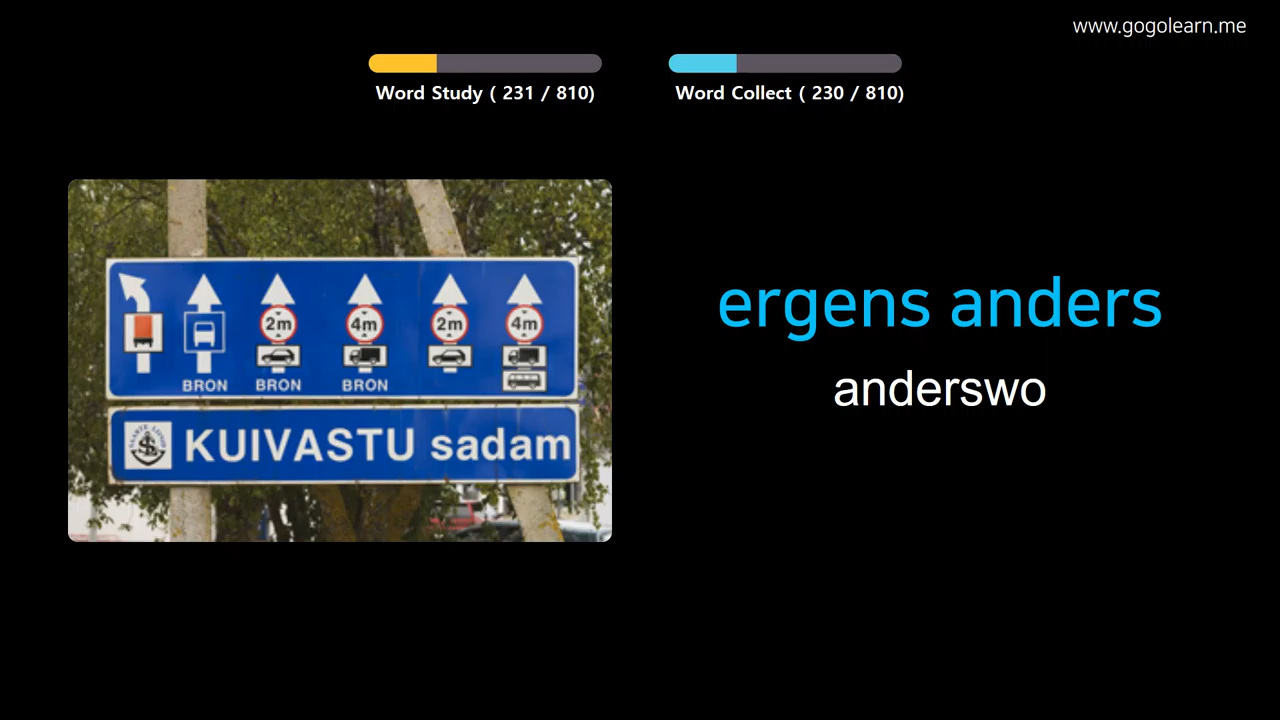 www.gogolearn.me
Word Study ( 231 / 810)
Word Collect ( 230 / 810)
2m
4m
2m
4m
BRON
BRON
BRON
KUIVASTU sadam
ergens anders
anderswo